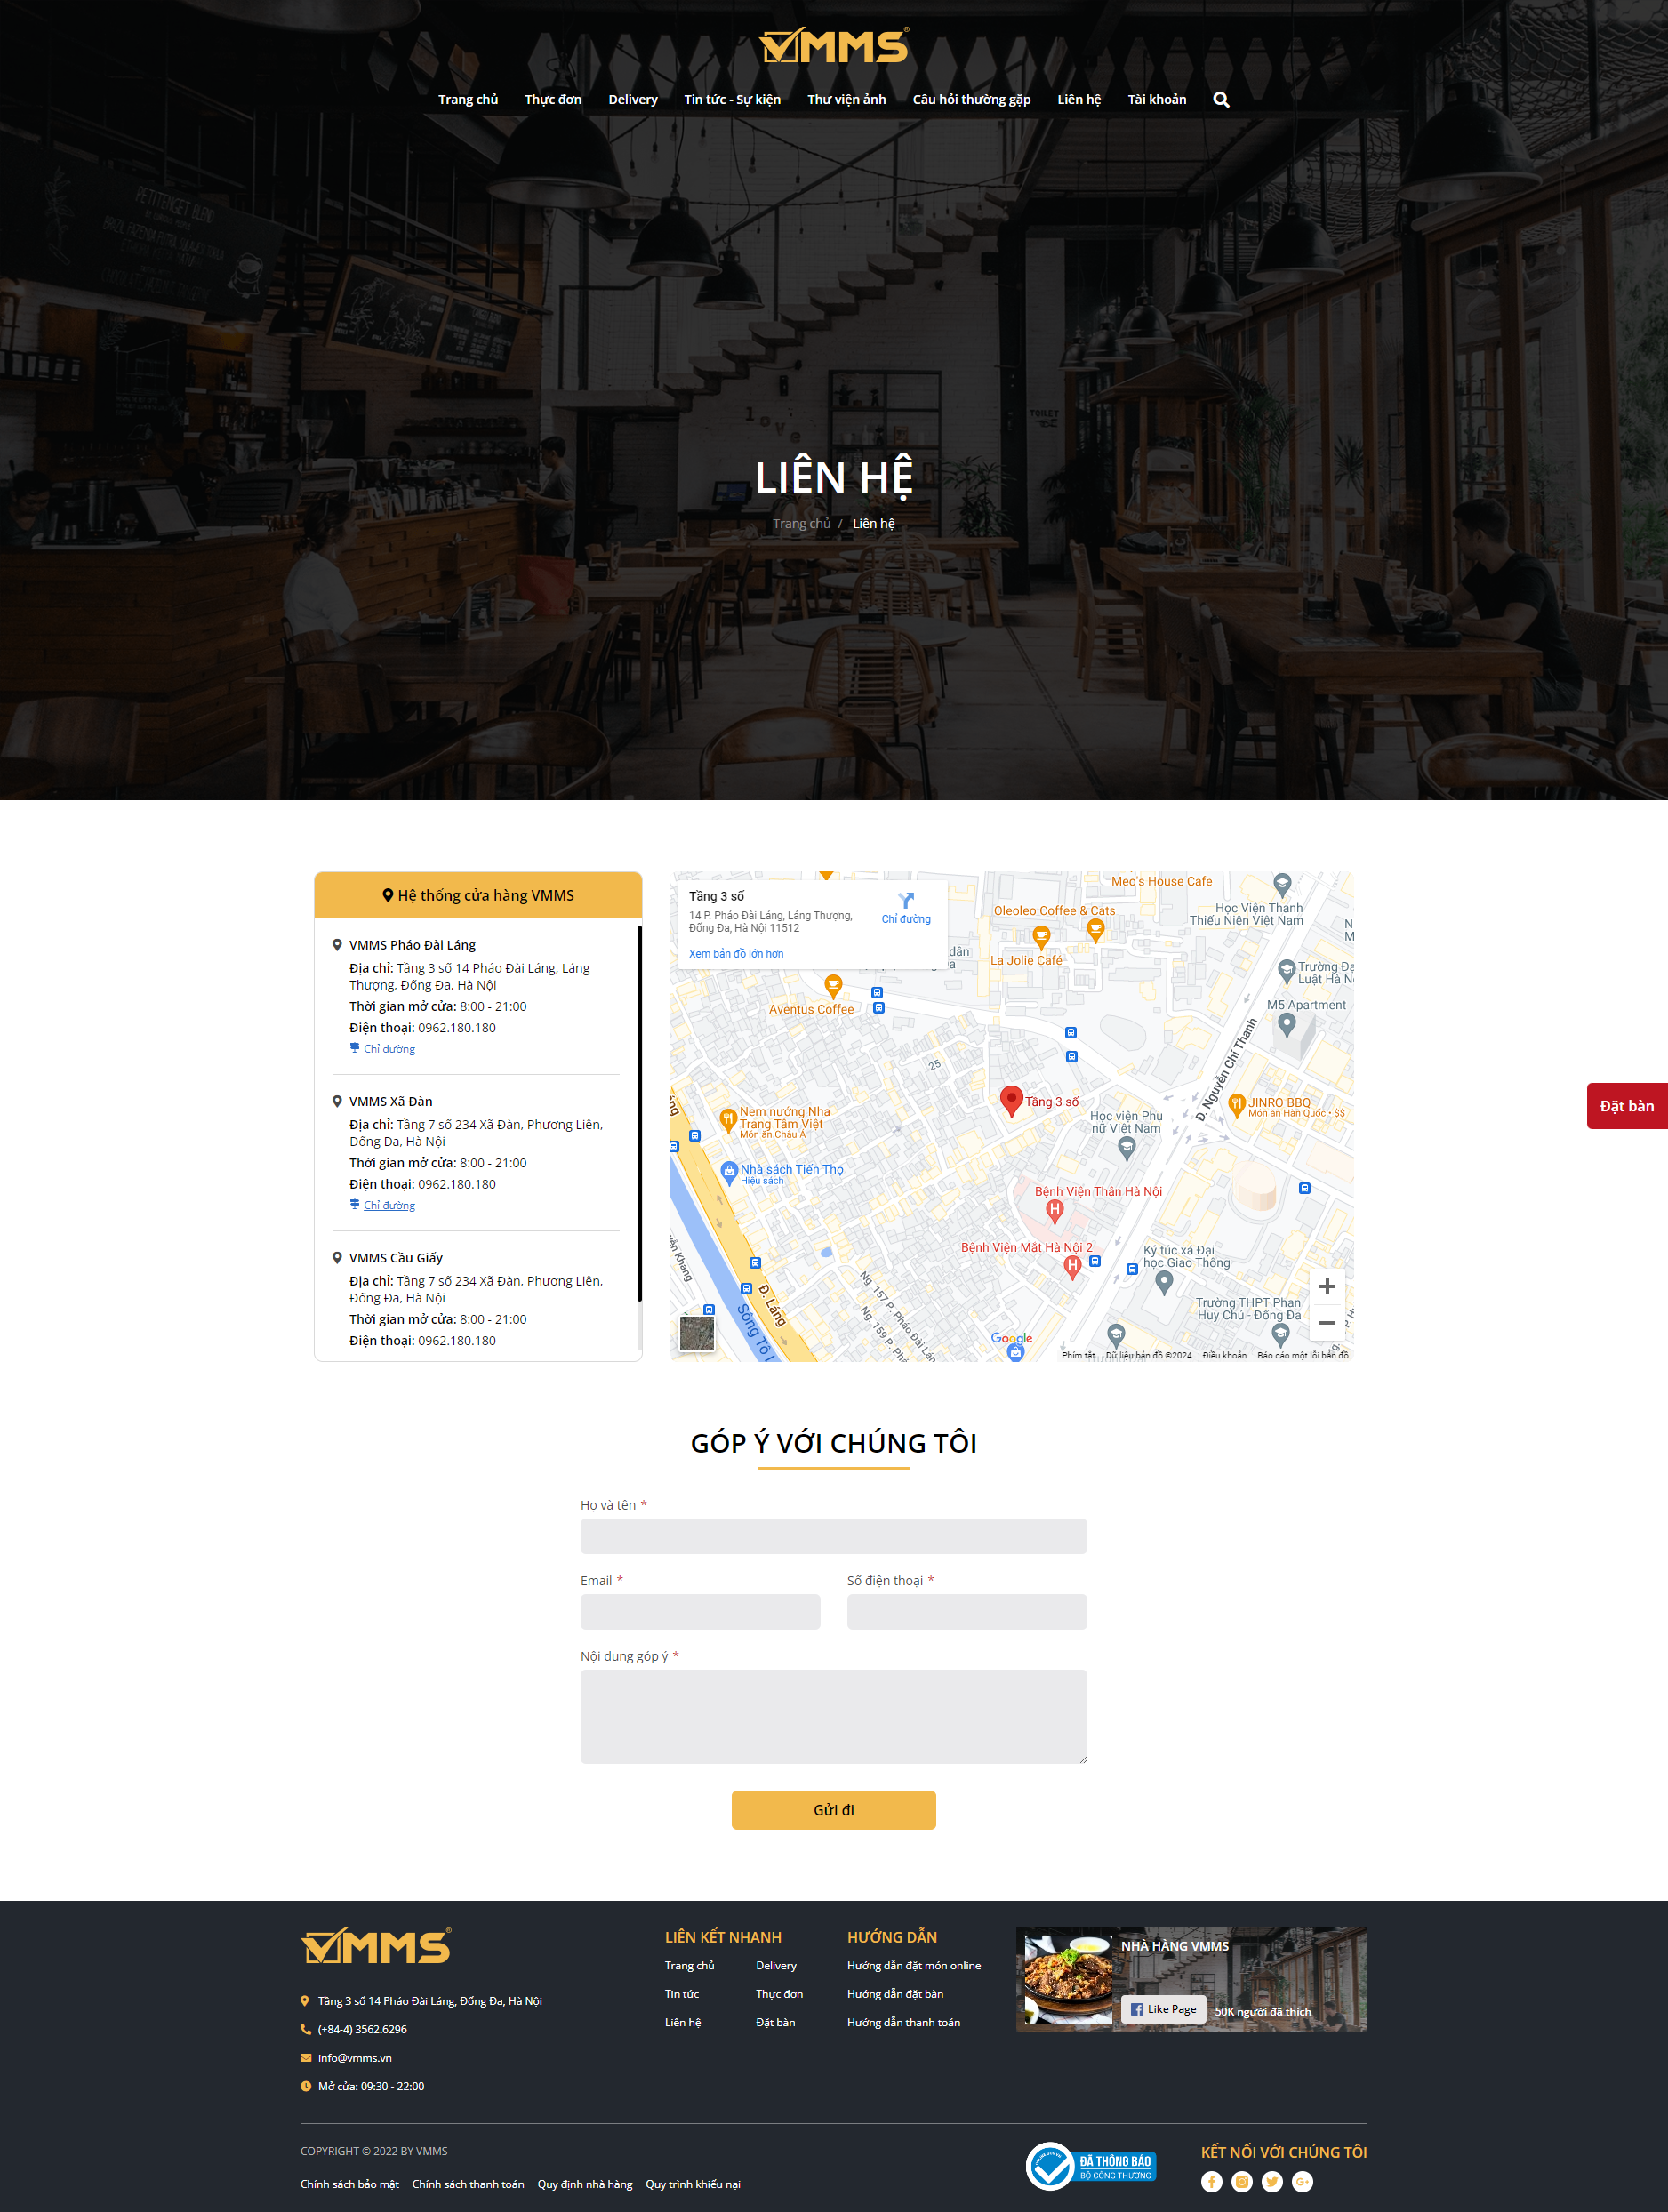 VMMS®
Trang chủ
Thực đơn
Delivery
Tin tức - Sự kiện
Thư viện ảnh
Câu hỏi thường gặp
Liên hệ
Tài khoản
PETITTENGET BLEND
love
TOILET
LIÊN HỆ
Trang chủ / Liên hệ
Hệ thống cửa hàng VMMS
VMMS Pháo Đài Láng
Địa chỉ: Tầng 3 số 14 Pháo Đài Láng, Láng
Thượng, Đống Đa, Hà Nội
Thời gian mở cửa: 8:00 - 21:00
Điện thoại: 0962.180.180
Chỉ đường
VMMS Xã Đàn
Địa chỉ: Tầng 7 số 234 Xã Đàn, Phương Liên,
Đống Đa, Hà Nội
Thời gian mở cửa: 8:00 - 21:00
Điện thoại: 0962.180.180
Chỉ đường
VMMS Cầu Giấy
Địa chỉ: Tầng 7 số 234 Xã Đàn, Phương Liên,
Đống Đa, Hà Nội
Thời gian mở cửa: 8:00 - 21:00
Điện thoại: 0962.180.180
Tầng 3 số
14 P. Pháo Đài Láng, Láng Thượng,
Đống Đa, Hà Nội 11512
Chỉ đường
Xem bản đồ lớn hơn
Meo's House Cafe
Học Viện Thanh
Thiếu Niên Việt Nam
Oleoleo Coffee & Cats
La Jolie Café
dân
Aventus Coffee
Trường Đạ
Luật Hà N
M5 Apartment
Đ. Nguyễn Chí Thanh
25
Tầng 3 số
Học viện Phụ
nữ Việt Nam
JINRO BBQ
Món ăn Hàn Quốc • $$
Nem nướng Nha
Trang Tâm Việt
Món ăn Châu Á
Nhà sách Tiến Thọ
Hiệu sách
Bệnh Viện Thận Hà Nội
Bệnh Viện Mắt Hà Nội 2
Ký túc xá Đại
học Giao Thông
Trường THPT Phan
Huy Chú - Đống Đa
Đ. Láng
Sông Tô L
Ng. 157 P. Pháo Đài Lán
Ng. 159 P. Ph
Google
Phím tắt
Dữ liệu bản đồ ©2024
Điều khoản
Báo cáo một lỗi bản đồ
Đặt bàn
GÓP Ý VỚI CHÚNG TÔI
Họ và tên *
Email *
Số điện thoại *
Nội dung góp ý *
Gửi đi
VMMS®
Tầng 3 số 14 Pháo Đài Láng, Đống Đa, Hà Nội
(+84-4) 3562.6296
info@vmms.vn
Mở cửa: 09:30 - 22:00
LIÊN KẾT NHANH
Trang chủ
Delivery
Tin tức
Thực đơn
Liên hệ
Đặt bàn
HƯỚNG DẪN
Hướng dẫn đặt món online
Hướng dẫn đặt bàn
Hướng dẫn thanh toán
NHÀ HÀNG VMMS
Like Page
50K người đã thích
COPYRIGHT © 2022 BY VMMS
Chính sách bảo mật
Chính sách thanh toán
Quy định nhà hàng
Quy trình khiếu nại
ĐÃ THÔNG BÁO
BỘ CÔNG THƯƠNG
KẾT NỐI VỚI CHÚNG TÔI